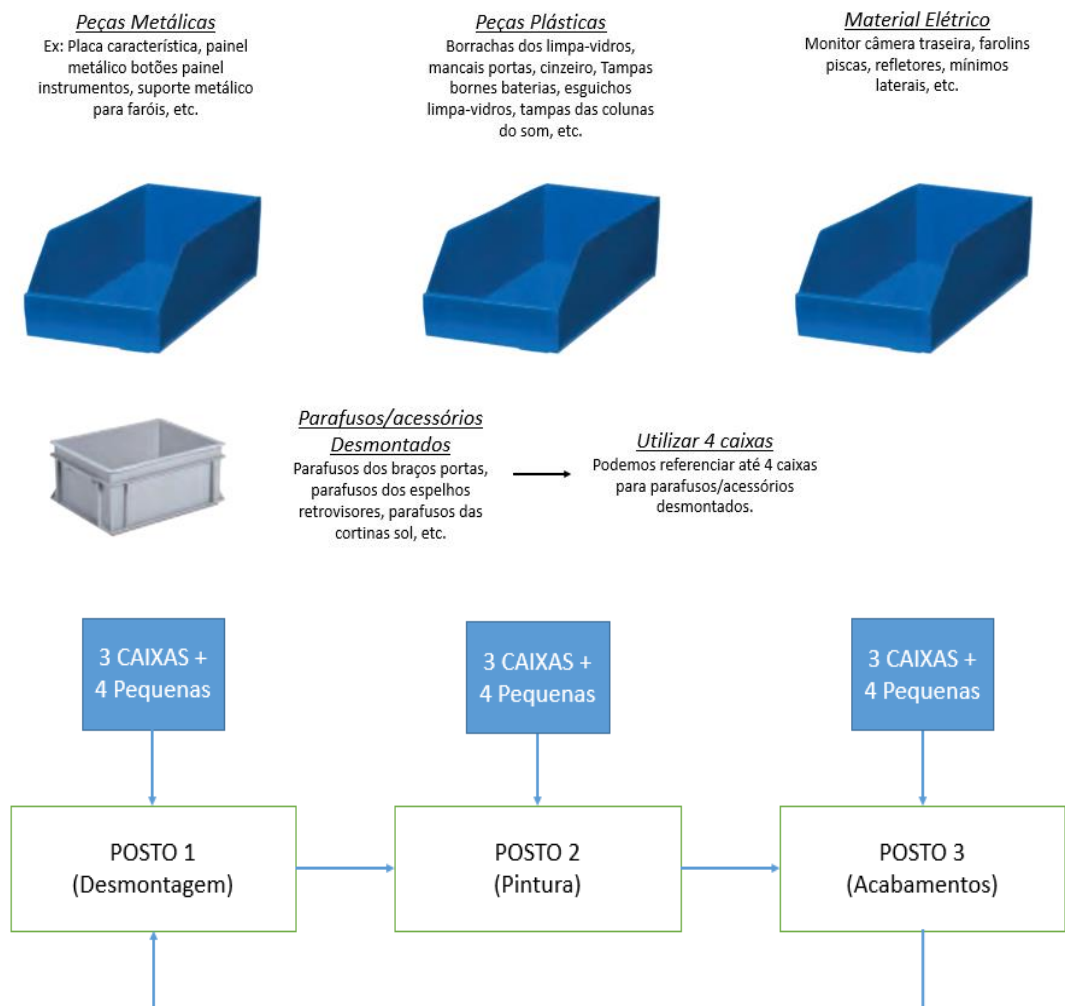 Peças Metálicas
Ex: Placa característica, painel
metálico botões painel
instrumentos, suporte metálico
para faróis, etc.
Peças Plásticas
Borrachas dos limpa-vidros,
mancais portas, cinzeiro, Tampas
bornes baterias, esguichos
limpa-vidros, tampas das colunas
do som, etc.
Material Elétrico
Monitor câmera traseira, farolins
piscas, refletores, mínimos
laterais, etc.
Parafusos/acessórios
Desmontados
Parafusos dos braços portas,
parafusos dos espelhos
retrovisores, parafusos das
cortinas sol, etc.
Utilizar 4 caixas
Podemos referenciar até 4 caixas
para parafusos/acessórios
desmontados.
3 CAIXAS +
4 Pequenas
3 CAIXAS +
4 Pequenas
3 CAIXAS +
4 Pequenas
POSTO 1
(Desmontagem)
POSTO 2
(Pintura)
POSTO 3
(Acabamentos)